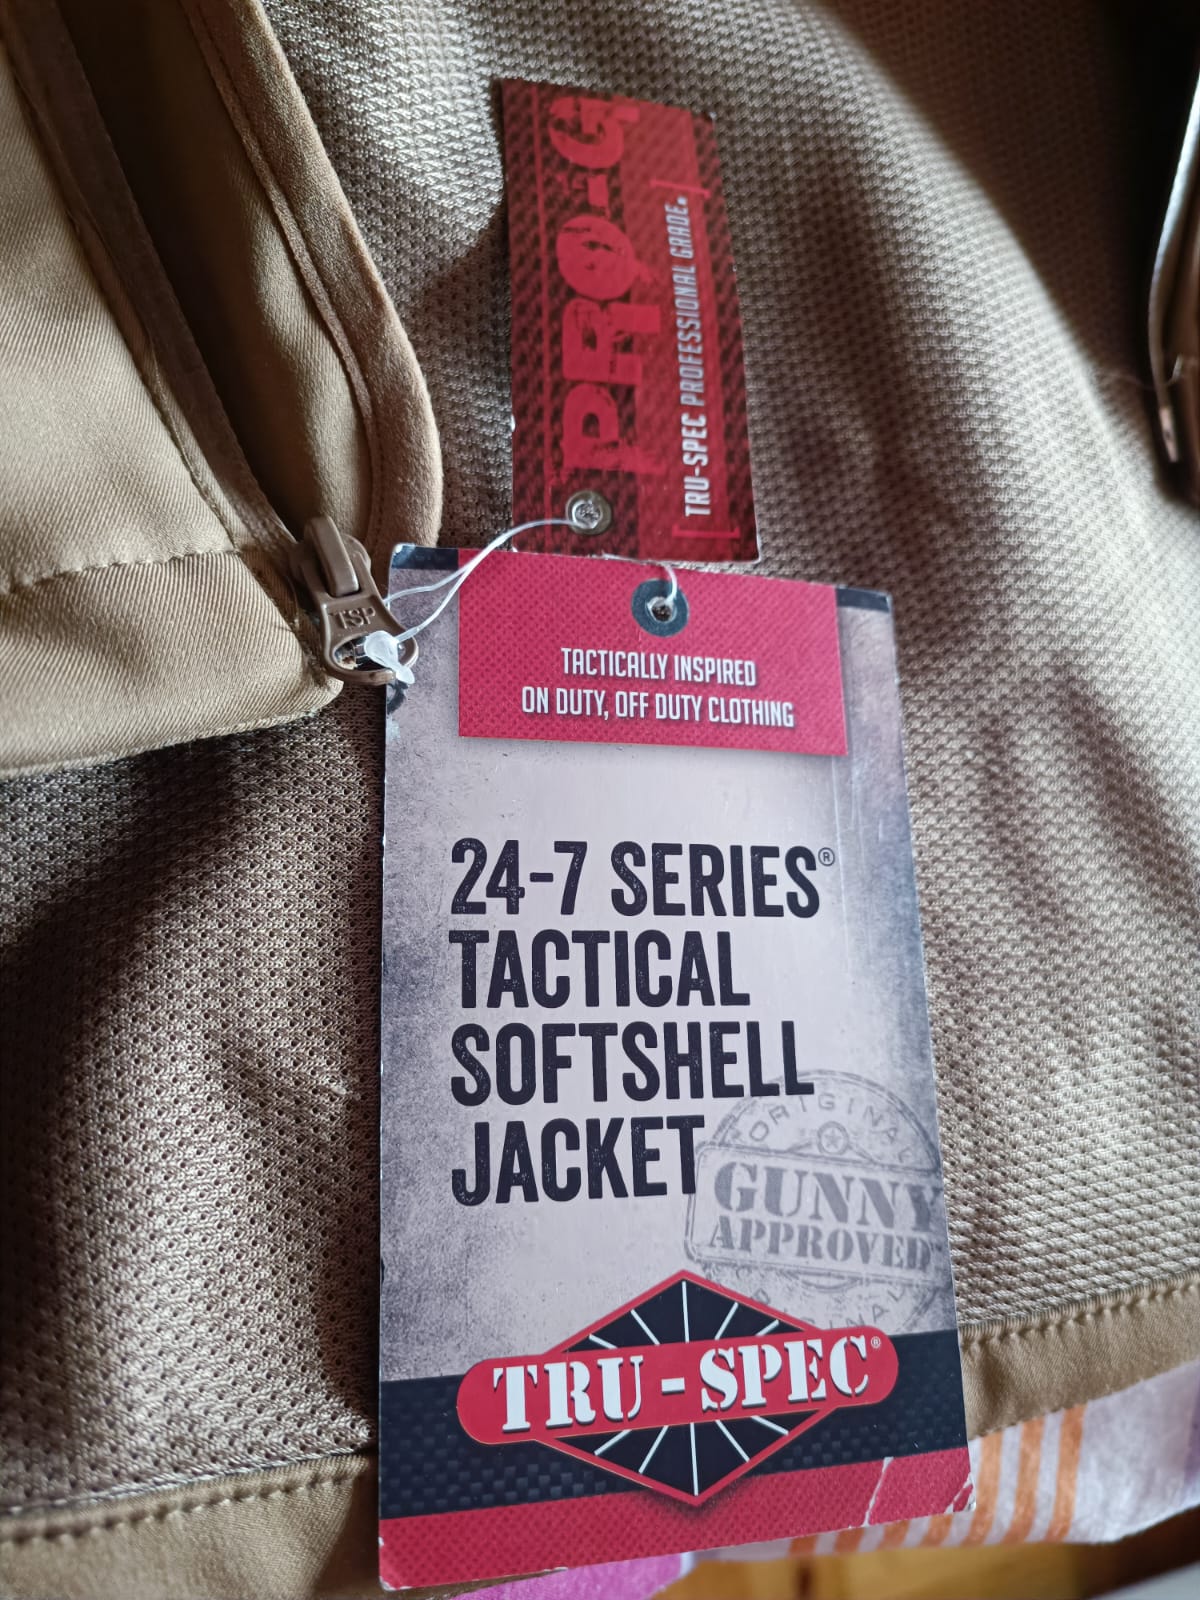 PRO-G
[TRU-SPEC PROFESSIONAL GRADE.]
TSP
TACTICALLY INSPIRED
ON DUTY, OFF DUTY CLOTHING
24-7 SERIES®
TACTICAL
SOFTSHELL
JACKET
ORIGINAL
GUNNY
APPROVED
TRU-SPEC®